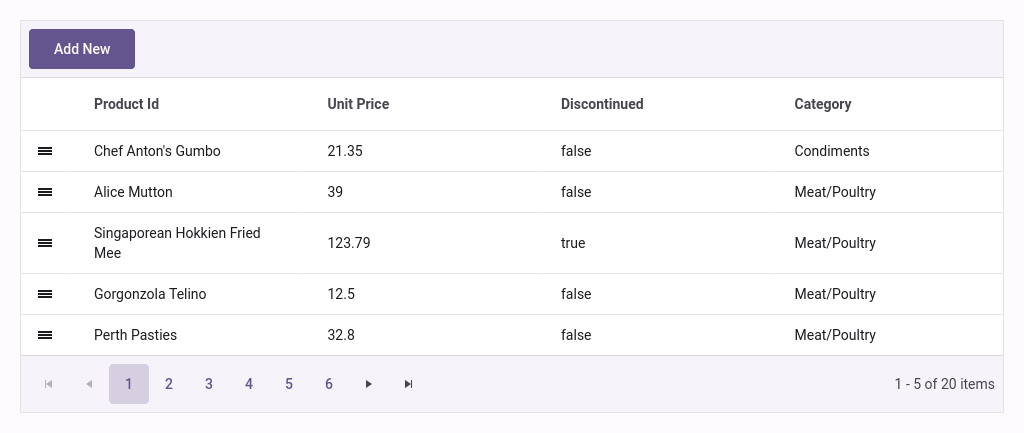 Add New
Product Id Unit Price Discontinued Category
Chef Anton's Gumbo 21.35 false Condiments
Alice Mutton 39 false Meat/Poultry
Singaporean Hokkien Fried
Mee 123.79 true Meat/Poultry
Gorgonzola Telino 12.5 false Meat/Poultry
Perth Pasties 32.8 false Meat/Poultry
1 2 3 4 5 6 1 - 5 of 20 items